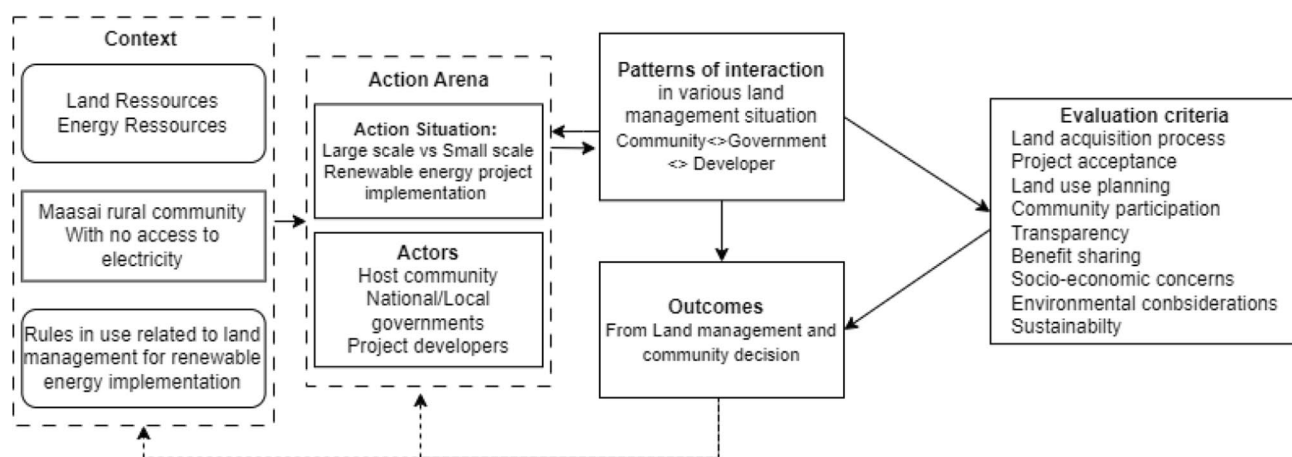 Context
Land Ressources
Energy Ressources
Maasai rural community
With no access to
electricity
Rules in use related to land
management for renewable
energy implementation
Action Arena
Action Situation:
Large scale vs Small scale
Renewable energy project
implementation
Actors
Host community
National/Local
governments
Project developers
Patterns of interaction
in various land
management situation
Community<>Government
<> Developer
Outcomes
From Land management and
community decision
Evaluation criteria
Land acquisition process
Project acceptance
Land use planning
Community participation
Transparency
Benefit sharing
Socio-economic concerns
Environmental conbsiderations
Sustainabilty